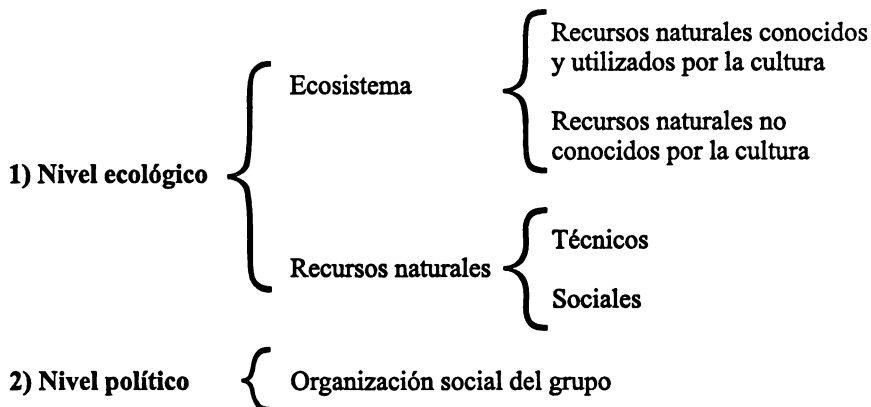 Recursos naturales conocidos
y utilizados por la cultura
Ecosistema
Recursos naturales no
conocidos por la cultura
1) Nivel ecológico
Técnicos
Recursos naturales
Sociales
2) Nivel político
Organización social del grupo